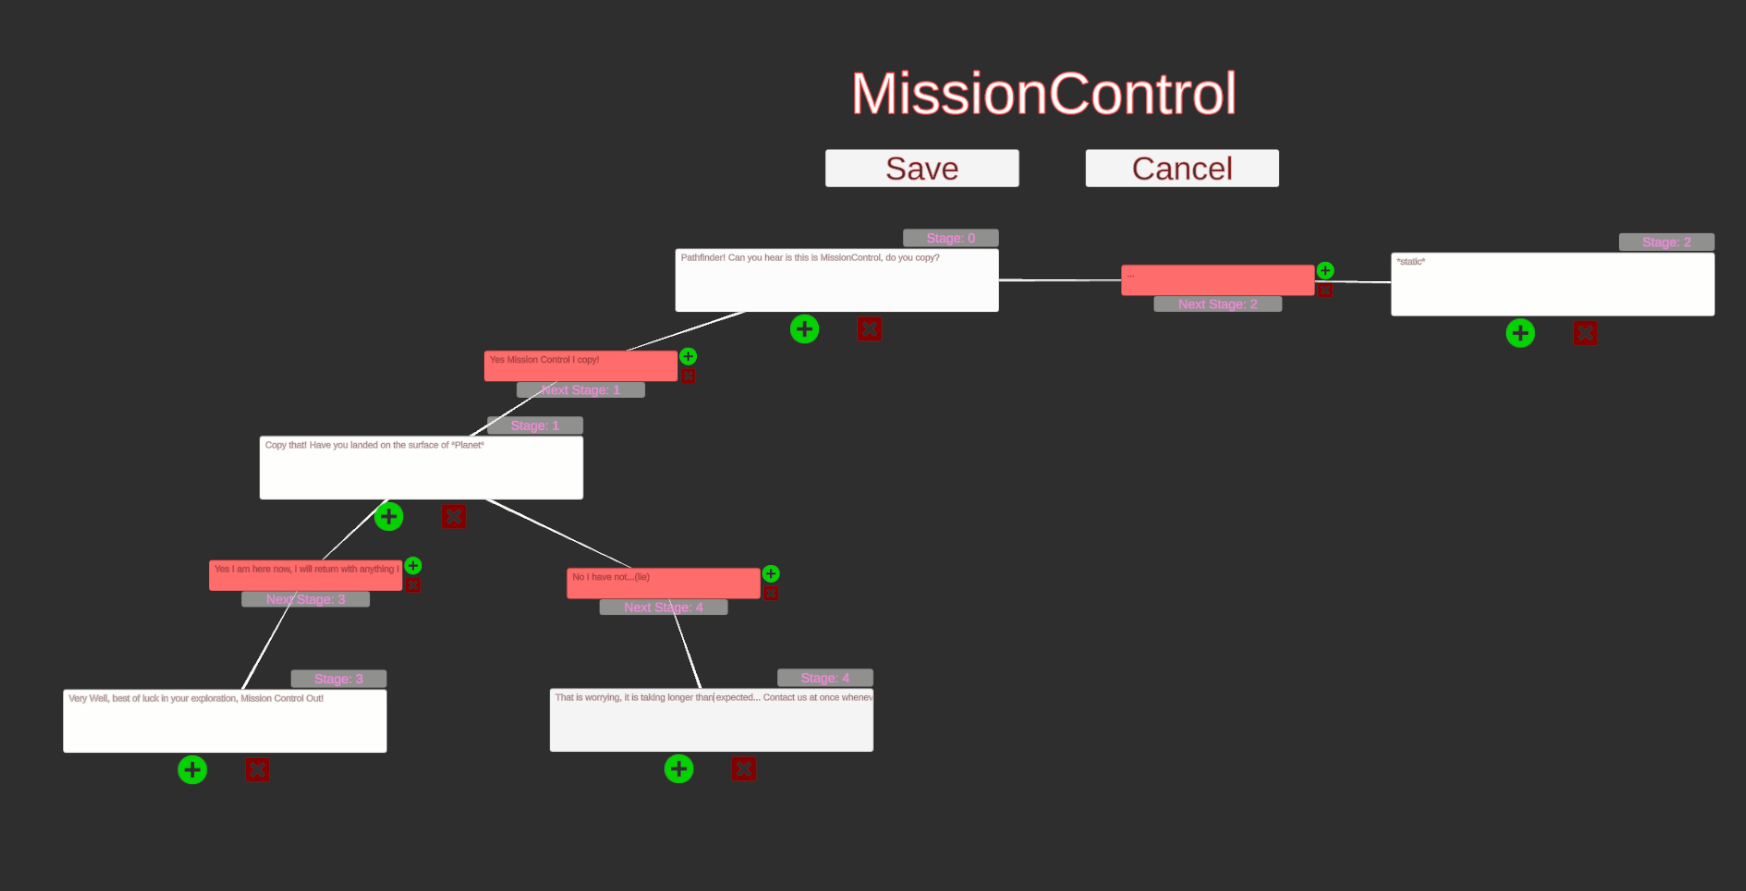 MissionControl
Save
Cancel
Stage: 0
Pathfinder! Can you hear is this is MissionControl, do you copy?
...
Next Stage: 2
Stage: 2
*static*
Yes Mission Control I copy!
Next Stage: 1
Stage: 1
Copy that! Have you landed on the surface of *Planet*
Yes I am here now, I will return with anything I
Next Stage: 3
No I have not...(lie)
Next Stage: 4
Stage: 3
Very Well, best of luck in your exploration, Mission Control Out!
Stage: 4
That is worrying, it is taking longer than expected... Contact us at once